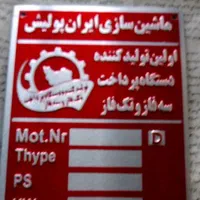 ماشین سازی ایران پولیش
اولین تولید کننده
دستگاه پرداخت
سه فاز و تک فاز
Mot.Nr
Thype
PS